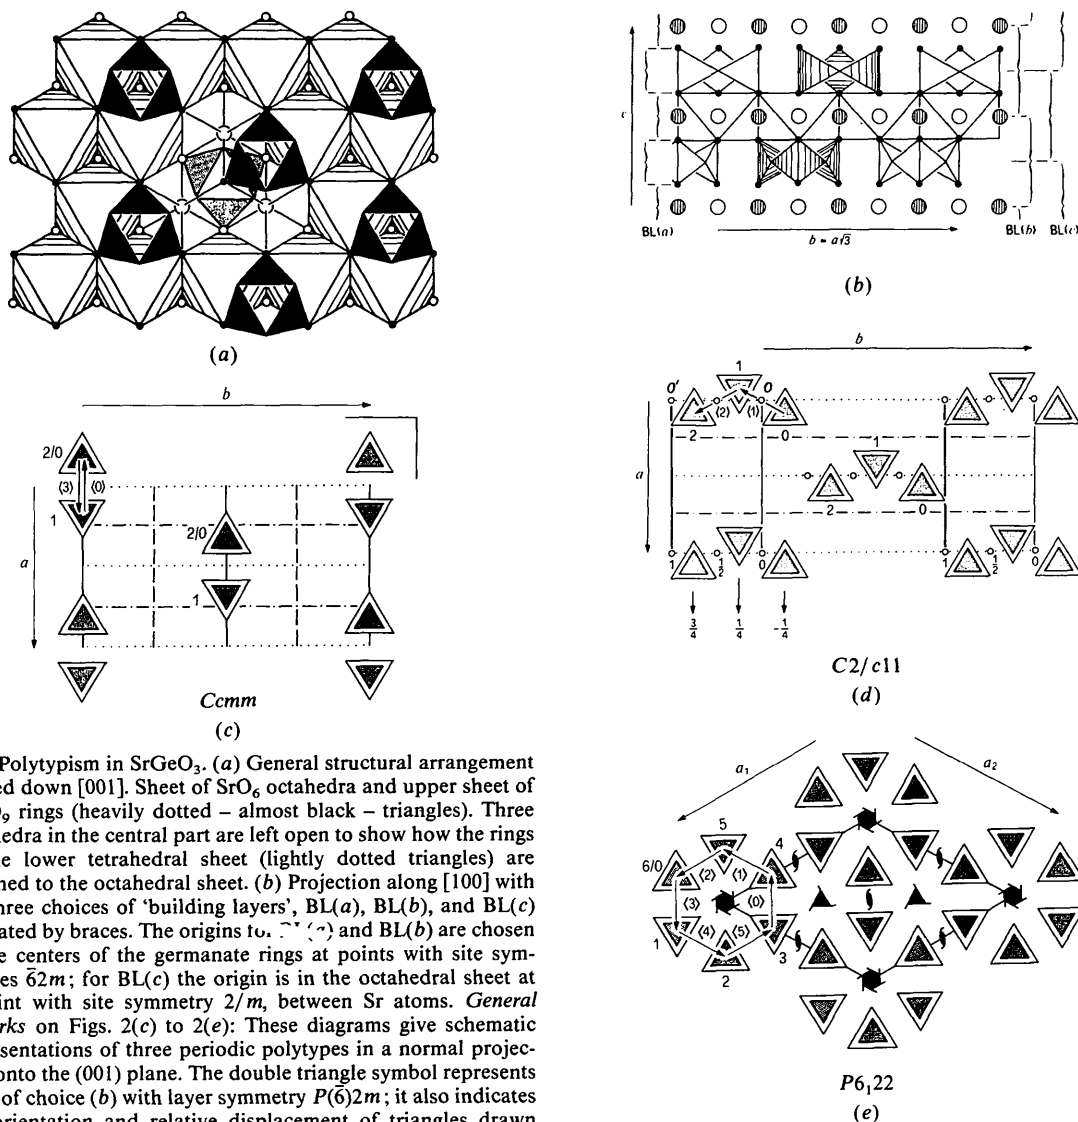 (a)
c
BL(a)
b = a√3
BL(b)
BL(c)
(b)
b
2/0
⟨3⟩
⟨0⟩
1
a
2/0
1
Ccmm
(c)
b
1
0'
0
⟨2⟩
⟨1⟩
2
0
1
a
2
0
1
1/2
0
1
1/2
0
3/4
1/4
-1/4
C2/c11
(d)
Polytypism in SrGeO3. (a) General structural arrangement
ed down [001]. Sheet of SrO6 octahedra and upper sheet of
O9 rings (heavily dotted – almost black – triangles). Three
hedra in the central part are left open to show how the rings
e lower tetrahedral sheet (lightly dotted triangles) are
ned to the octahedral sheet. (b) Projection along [100] with
hree choices of 'building layers', BL(a), BL(b), and BL(c)
ated by braces. The origins and BL(b) are chosen
e centers of the germanate rings at points with site sym-
es 6̄2m; for BL(c) the origin is in the octahedral sheet at
int with site symmetry 2/m, between Sr atoms. General
rks on Figs. 2(c) to 2(e): These diagrams give schematic
sentations of three periodic polytypes in a normal projec-
onto the (001) plane. The double triangle symbol represents
of choice (b) with layer symmetry P(6̄)2m; it also indicates
orientation and relative displacement of triangles drawn
a1
a2
5
6/0
4
⟨2⟩
⟨1⟩
⟨3⟩
⟨0⟩
⟨4⟩
⟨5⟩
1
3
2
P6122
(e)